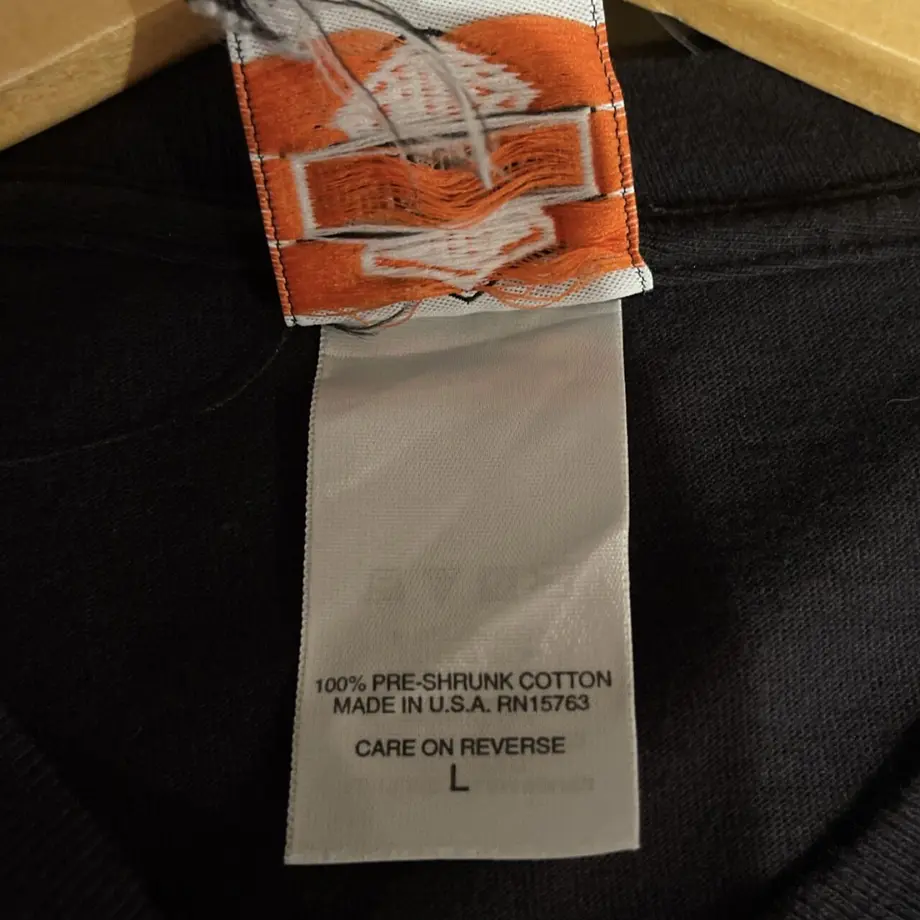 100% PRE-SHRUNK COTTON
MADE IN U.S.A. RN15763
CARE ON REVERSE
L